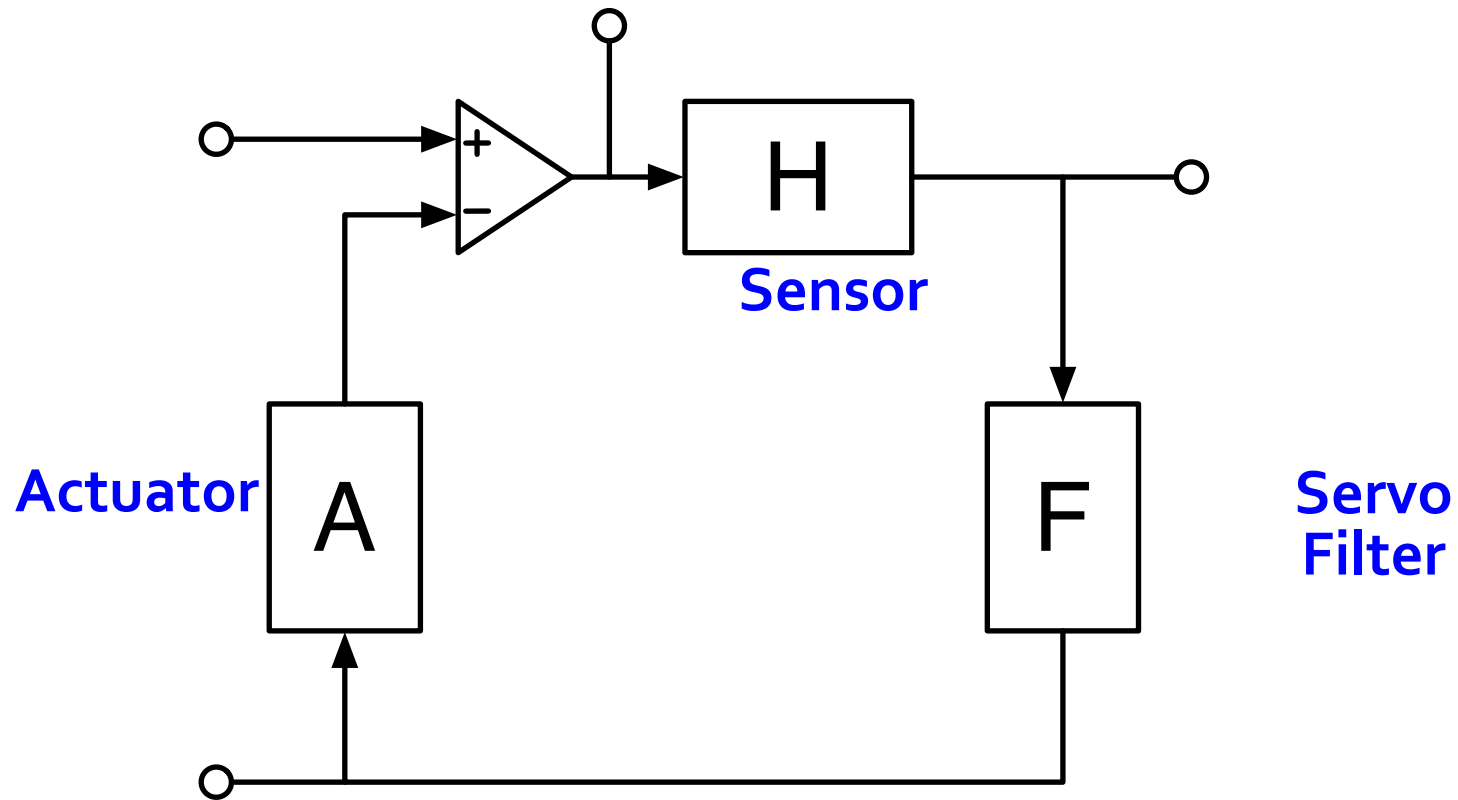 +
H
−
Sensor
Actuator
A
F
Servo
Filter